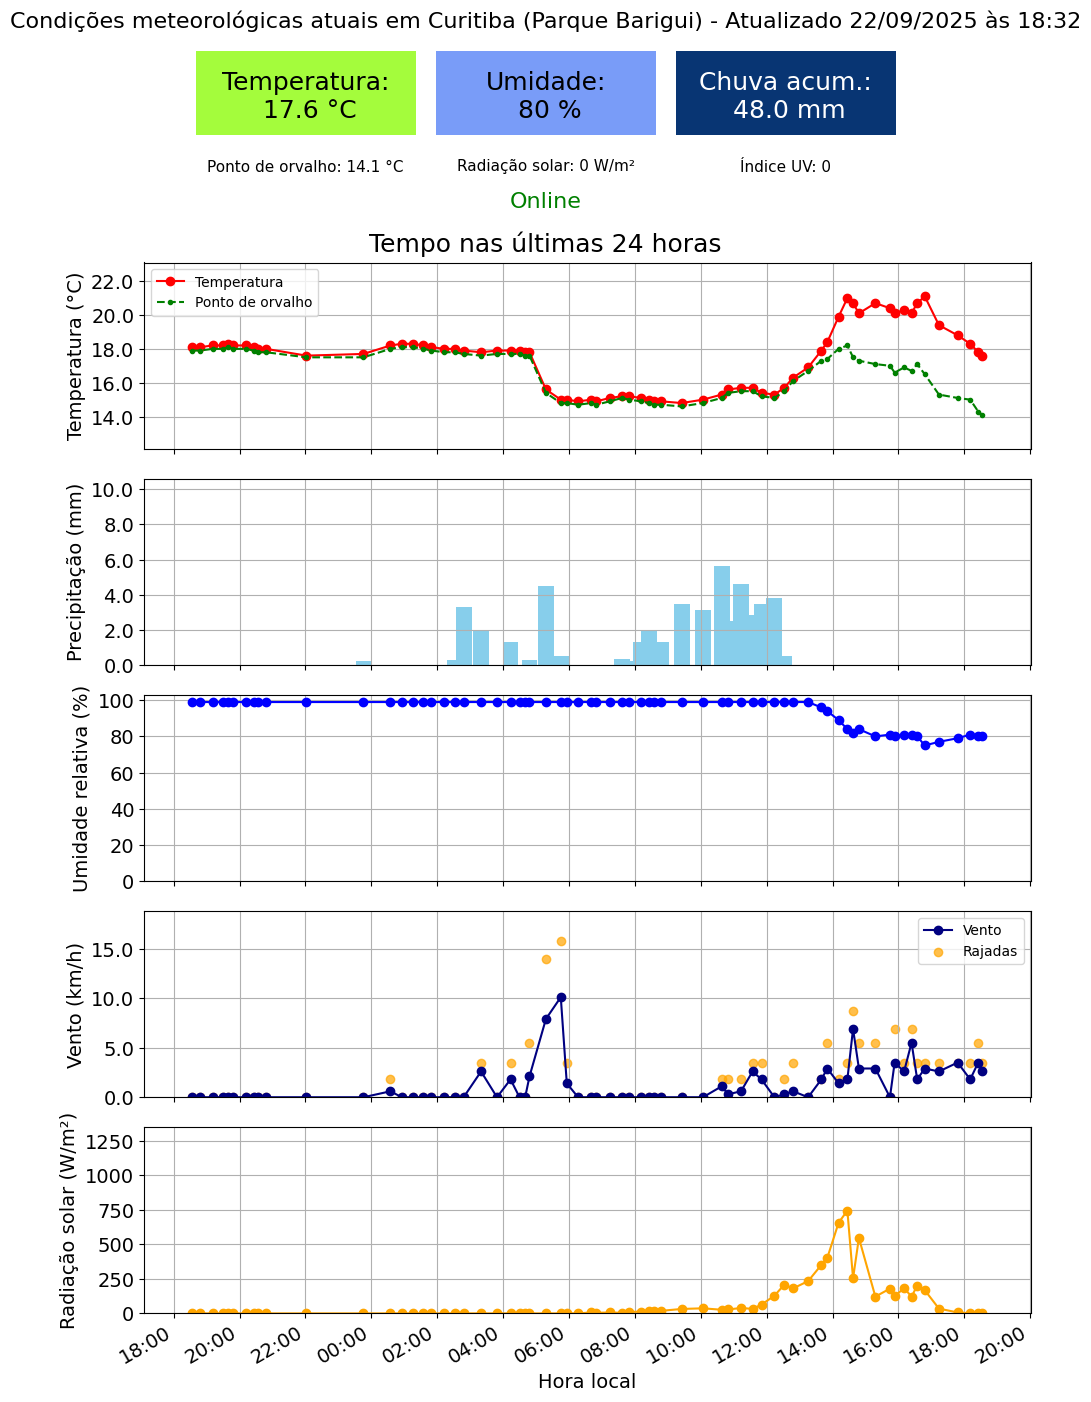 Condições meteorológicas atuais em Curitiba (Parque Barigui) - Atualizado 22/09/2025 às 18:32
Temperatura:
17.6 °C
Umidade:
80 %
Chuva acum.:
48.0 mm
Ponto de orvalho: 14.1 °C
Radiação solar: 0 W/m²
Índice UV: 0
Online
Tempo nas últimas 24 horas
Temperatura (°C)
22.0
20.0
18.0
16.0
14.0
Temperatura
Ponto de orvalho
Precipitação (mm)
10.0
8.0
6.0
4.0
2.0
0.0
Umidade relativa (%)
100
80
60
40
20
0
Vento (km/h)
15.0
10.0
5.0
0.0
Vento
Rajadas
Radiação solar (W/m²)
1250
1000
750
500
250
0
18:00
20:00
22:00
00:00
02:00
04:00
06:00
08:00
10:00
12:00
14:00
16:00
18:00
20:00
Hora local